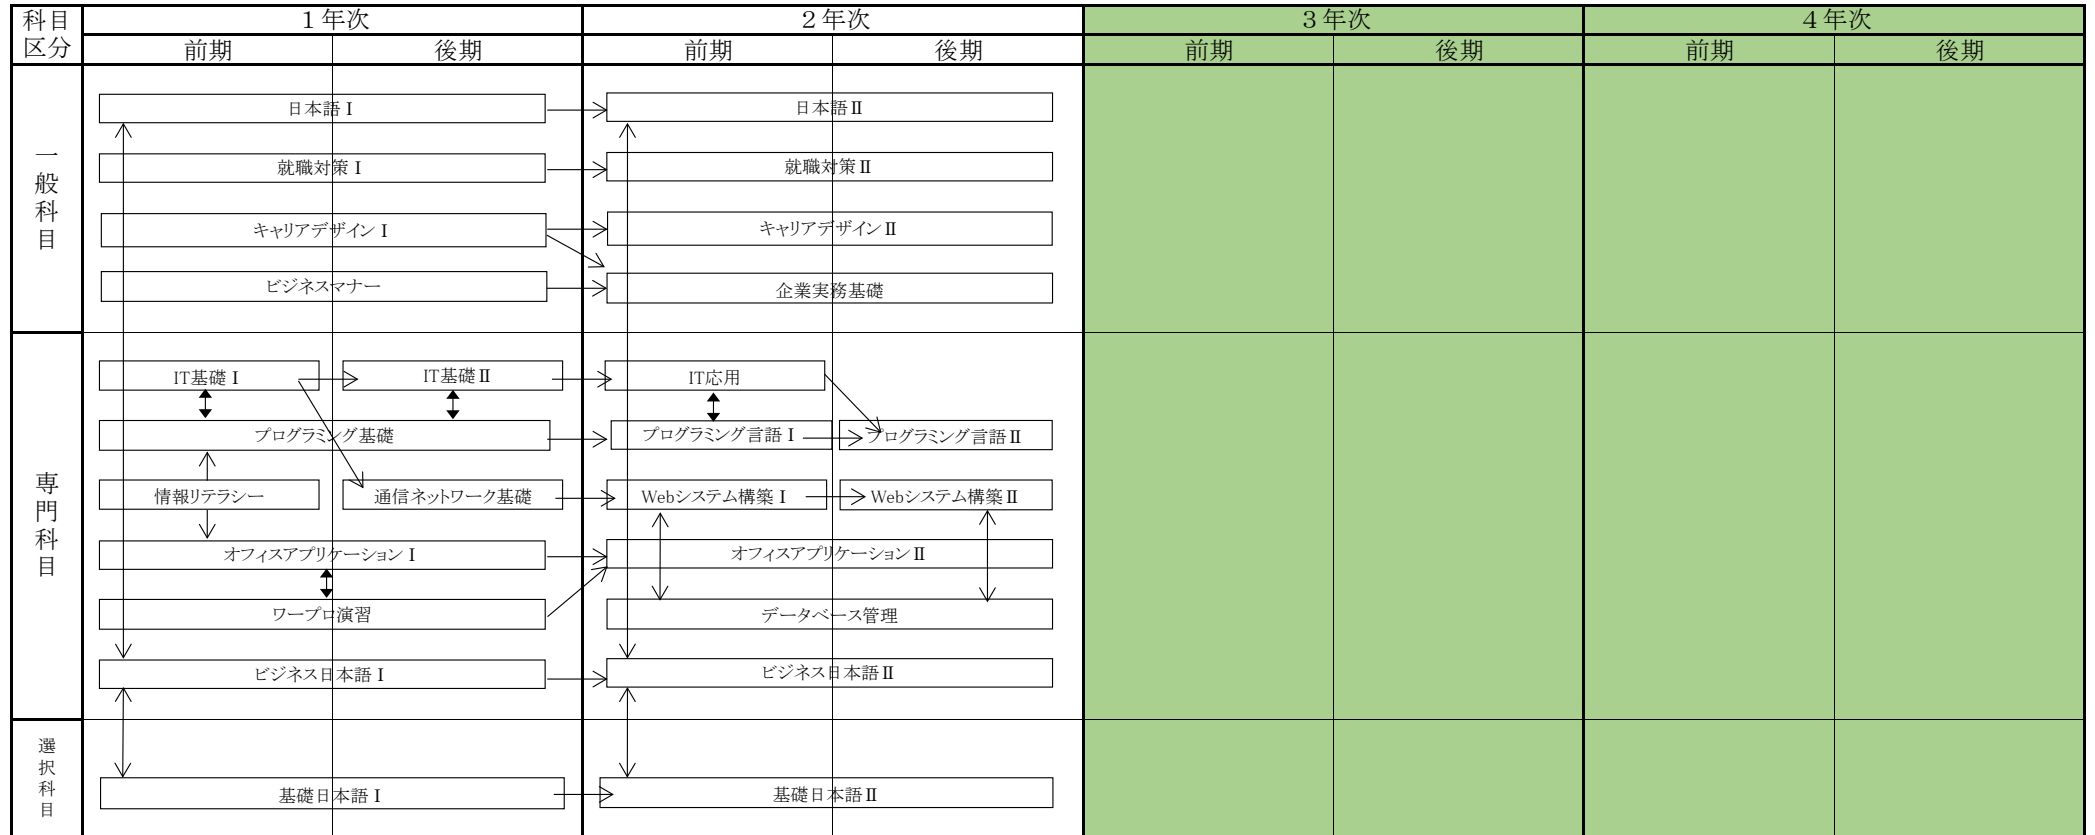 科目
区分
１年次
２年次
３年次
４年次
前期
後期
前期
後期
前期
後期
前期
後期
一般科目
日本語Ⅰ
日本語Ⅱ
就職対策Ⅰ
就職対策Ⅱ
キャリアデザインⅠ
キャリアデザインⅡ
ビジネスマナー
企業実務基礎
専門科目
IT基礎Ⅰ
IT基礎Ⅱ
IT応用
プログラミング基礎
プログラミング言語Ⅰ
プログラミング言語Ⅱ
情報リテラシー
通信ネットワーク基礎
Webシステム構築Ⅰ
Webシステム構築Ⅱ
オフィスアプリケーションⅠ
オフィスアプリケーションⅡ
ワープロ演習
データベース管理
ビジネス日本語Ⅰ
ビジネス日本語Ⅱ
選択科目
基礎日本語Ⅰ
基礎日本語Ⅱ